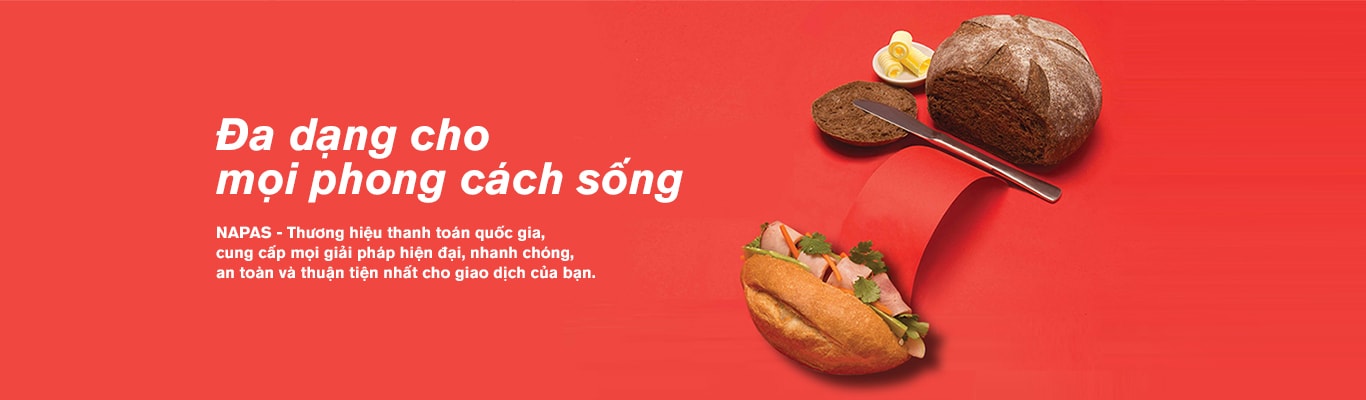 Đa dạng cho
mọi phong cách sống
NAPAS - Thương hiệu thanh toán quốc gia,
cung cấp mọi giải pháp hiện đại, nhanh chóng,
an toàn và thuận tiện nhất cho giao dịch của bạn.